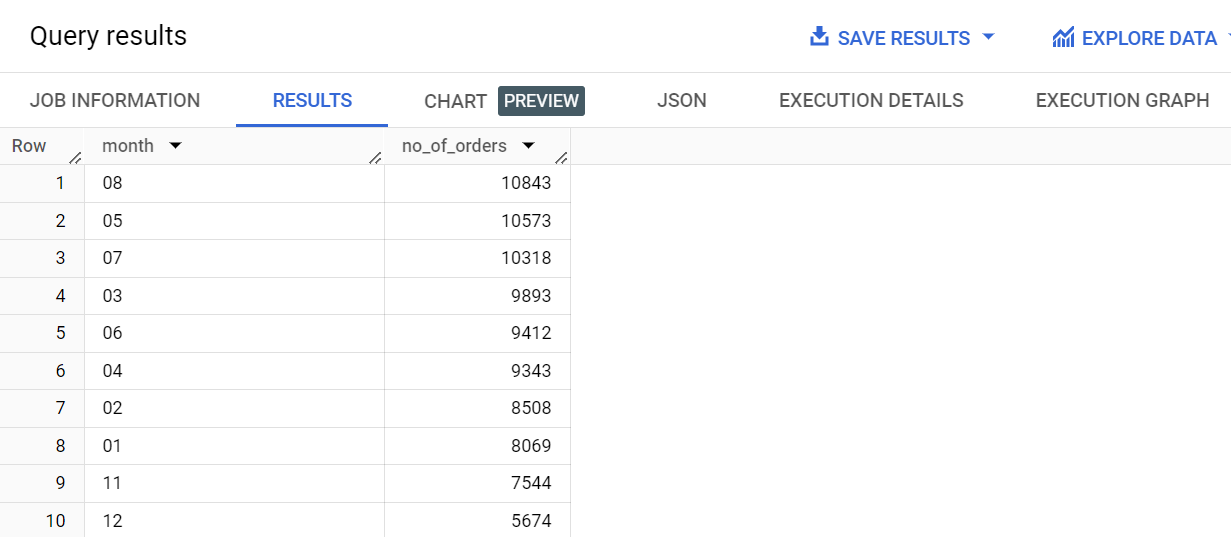 Query results SAVE RESULTS EXPLORE DATA
JOB INFORMATION RESULTS CHART PREVIEW JSON EXECUTION DETAILS EXECUTION GRAPH
Row month no_of_orders
1 08 10843
2 05 10573
3 07 10318
4 03 9893
5 06 9412
6 04 9343
7 02 8508
8 01 8069
9 11 7544
10 12 5674